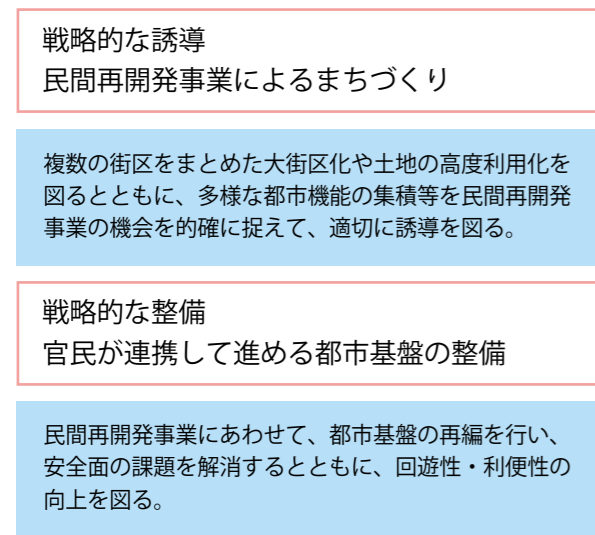 戦略的な誘導
民間再開発事業によるまちづくり
複数の街区をまとめた大街区化や土地の高度利用化を
図るとともに、多様な都市機能の集積等を民間再開発
事業の機会を的確に捉えて、適切に誘導を図る。
戦略的な整備
官民が連携して進める都市基盤の整備
民間再開発事業にあわせて、都市基盤の再編を行い、
安全面の課題を解消するとともに、回遊性・利便性の
向上を図る。